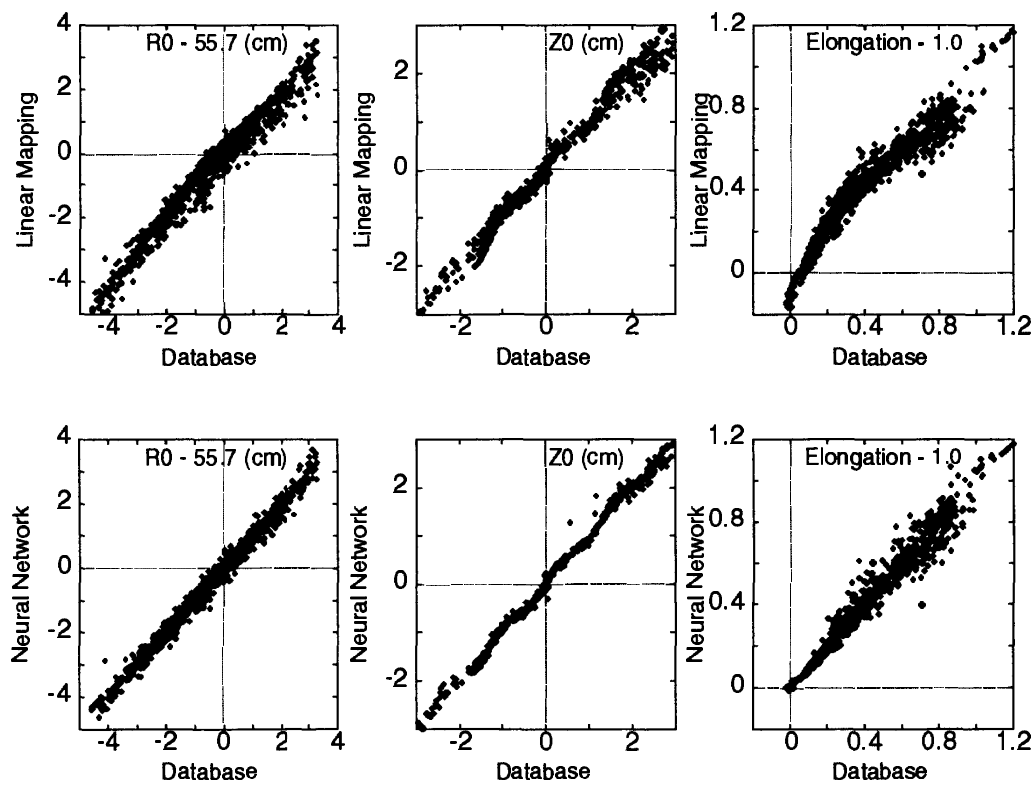 R0 - 55.7 (cm)
Linear Mapping
4
2
0
-2
-4
-4 -2 0 2 4
Database
Z0 (cm)
Linear Mapping
2
0
-2
-2 0 2
Database
Elongation - 1.0
Linear Mapping
1.2
0.8
0.4
0
0 0.4 0.8 1.2
Database
R0 - 55.7 (cm)
Neural Network
4
2
0
-2
-4
-4 -2 0 2 4
Database
Z0 (cm)
Neural Network
2
0
-2
-2 0 2
Database
Elongation - 1.0
Neural Network
1.2
0.8
0.4
0
0 0.4 0.8 1.2
Database